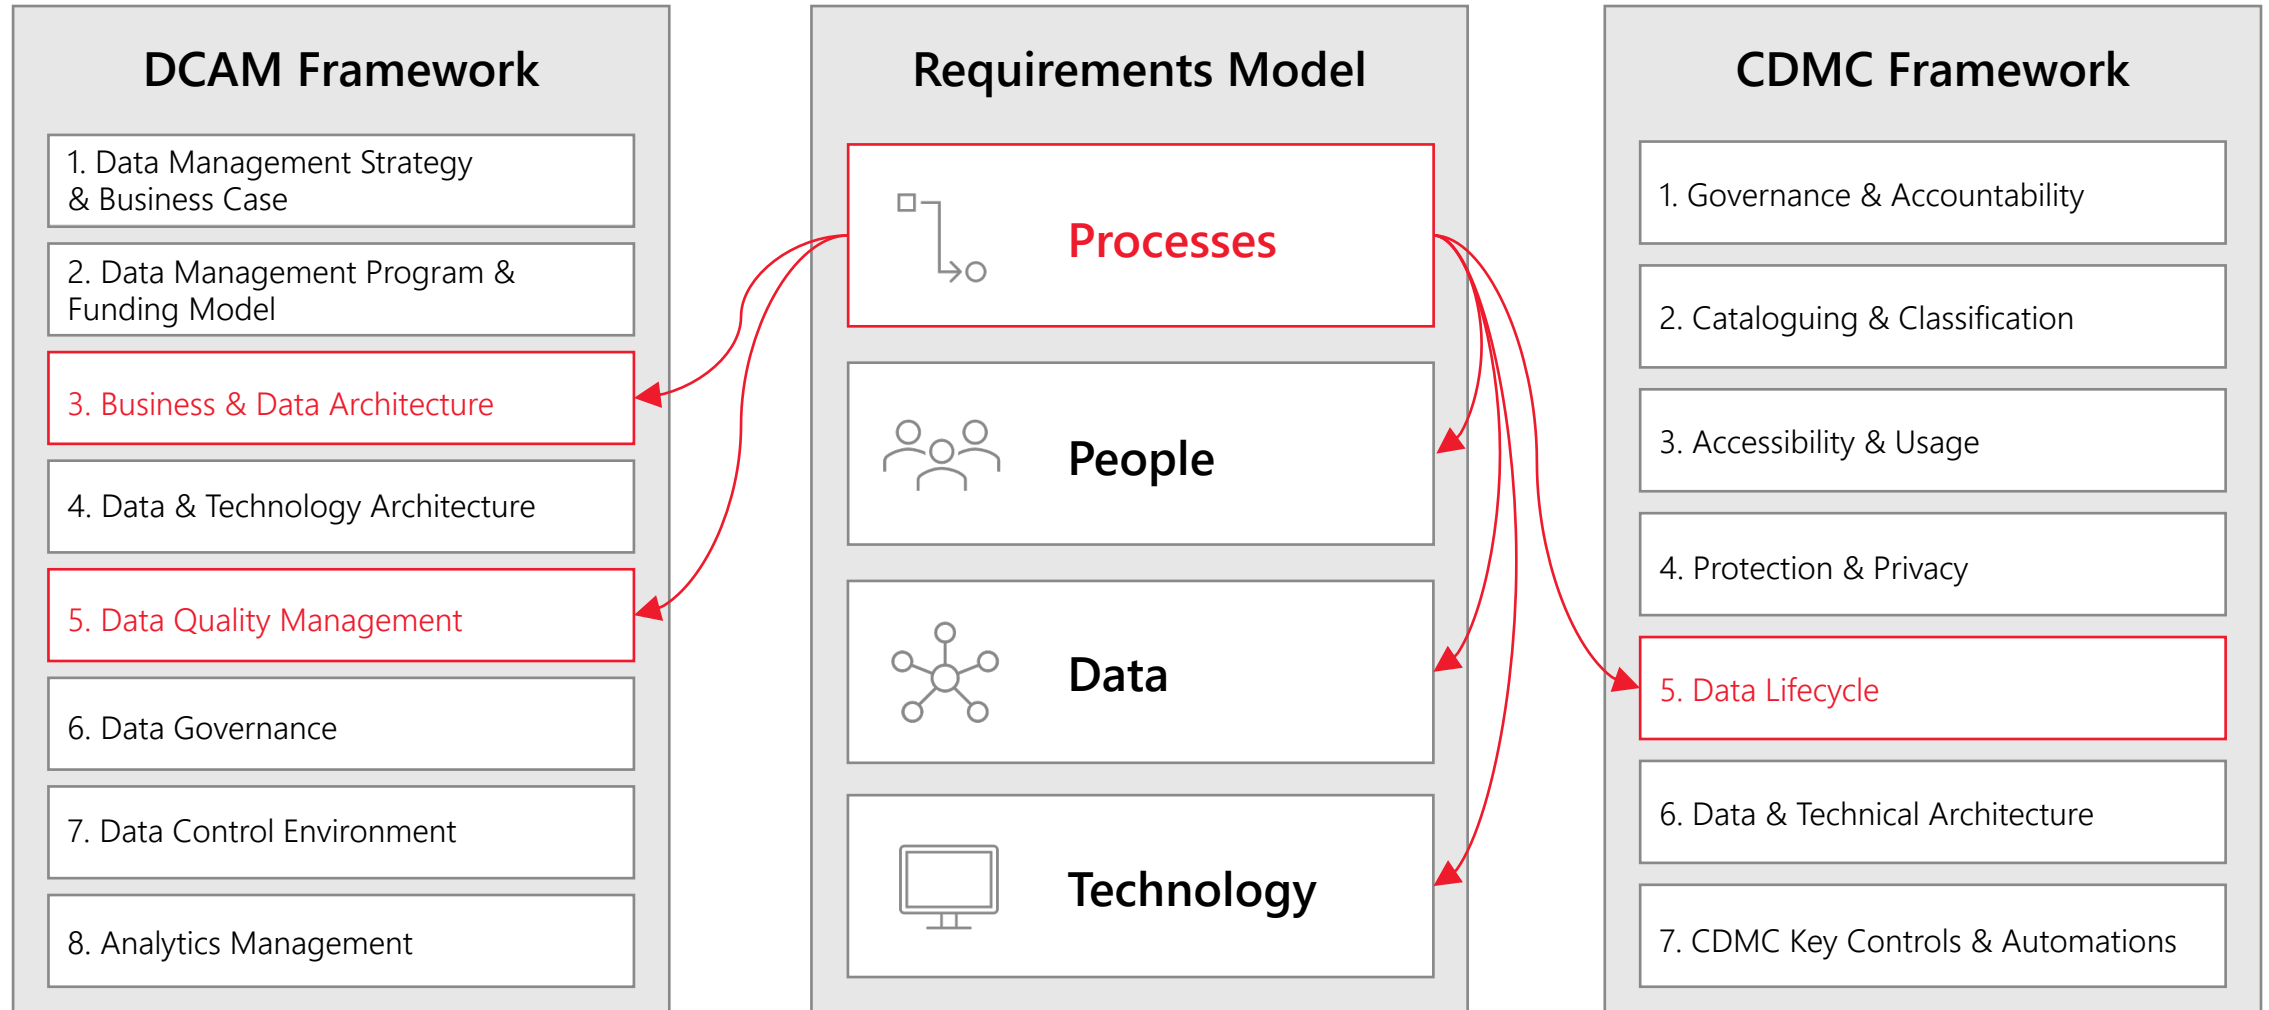 DCAM Framework
1. Data Management Strategy
& Business Case
2. Data Management Program &
Funding Model
3. Business & Data Architecture
4. Data & Technology Architecture
5. Data Quality Management
6. Data Governance
7. Data Control Environment
8. Analytics Management
Requirements Model
Processes
People
Data
Technology
CDMC Framework
1. Governance & Accountability
2. Cataloguing & Classification
3. Accessibility & Usage
4. Protection & Privacy
5. Data Lifecycle
6. Data & Technical Architecture
7. CDMC Key Controls & Automations